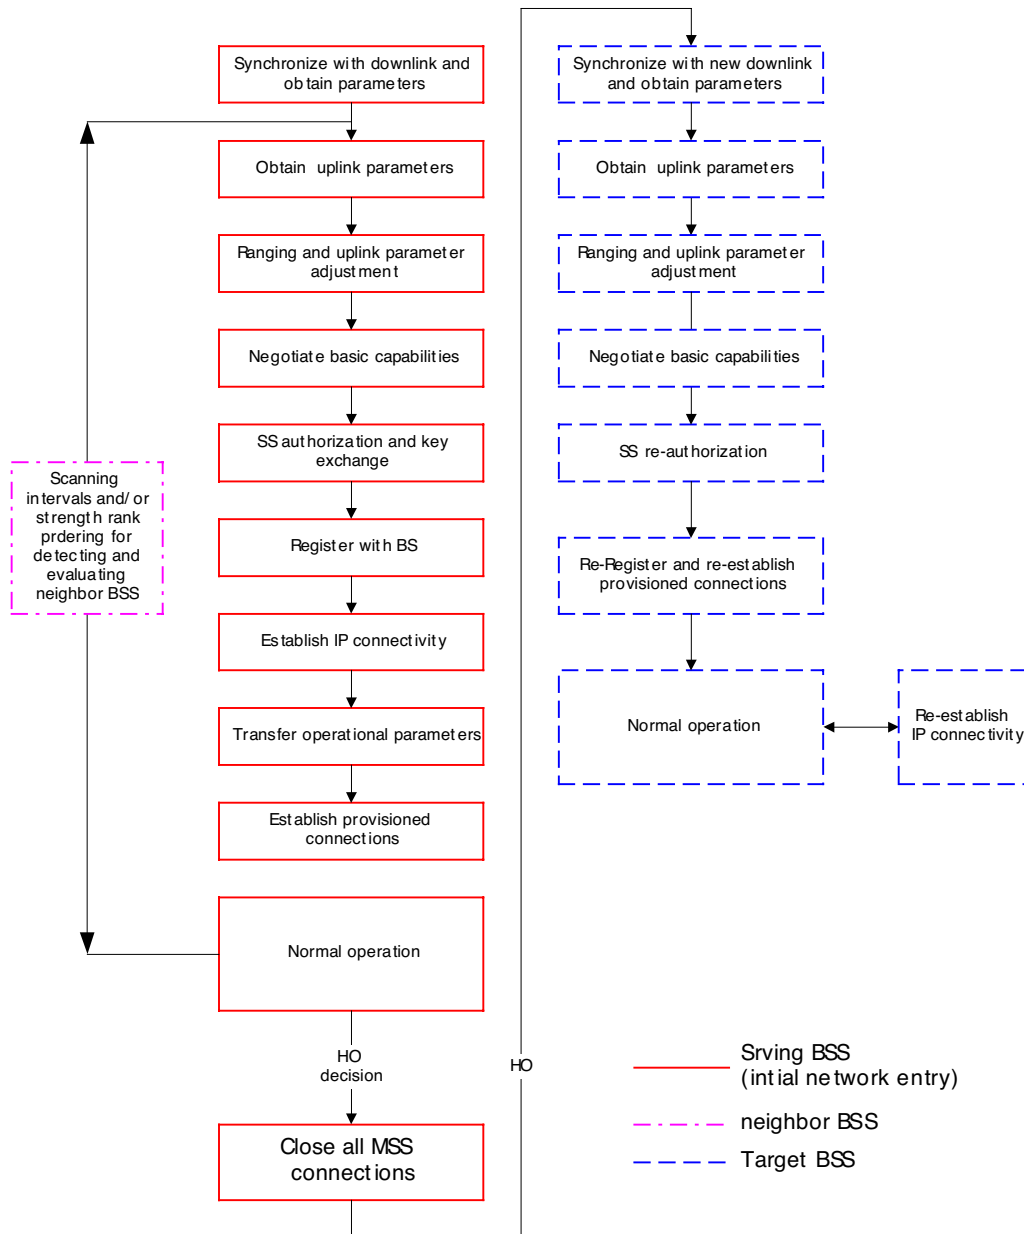 Synchronize with downlink and
obtain parameters
Obtain uplink parameters
Ranging and uplink parameter
adjustment
Negotiate basic capabilities
SS authorization and key
exchange
Register with BS
Establish IP connectivity
Transfer operational parameters
Establish provisioned
connections
Normal operation
HO
decision
Close all MSS
connections
Scanning
intervals and/or
strength rank
prdering for
detecting and
evaluating
neighbor BSS
HO
Synchronize with new downlink
and obtain parameters
Obtain uplink parameters
Ranging and uplink parameter
adjustment
Negotiate basic capabilities
SS re-authorization
Re-Register and re-establish
provisioned connections
Normal operation
Re-establish
IP connectivity
Srving BSS
(intial network entry)
neighbor BSS
Target BSS